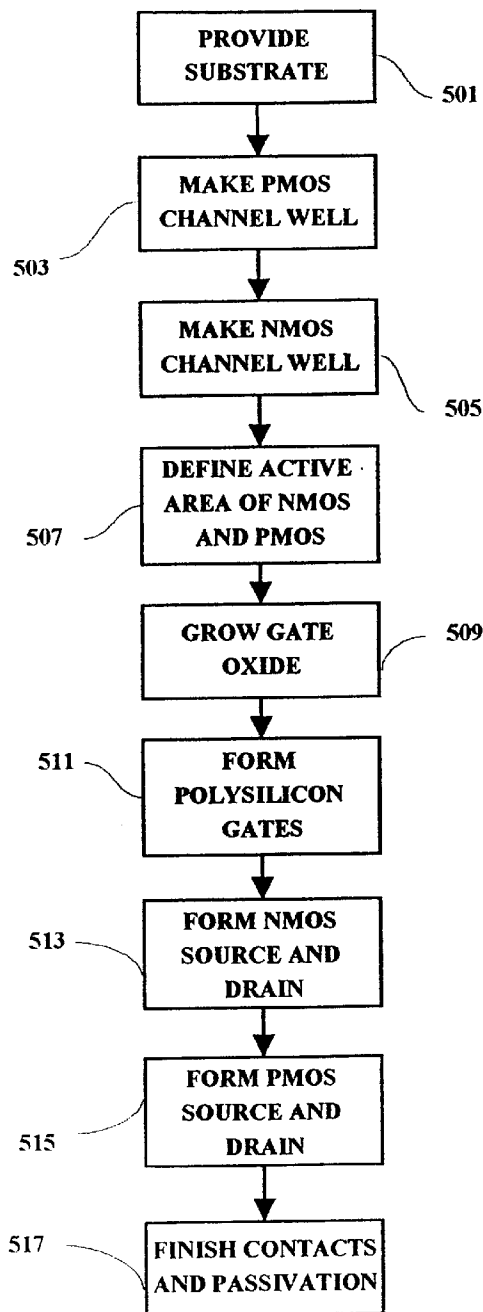 PROVIDE
SUBSTRATE
501
MAKE PMOS
CHANNEL WELL
503
MAKE NMOS
CHANNEL WELL
505
DEFINE ACTIVE
AREA OF NMOS
AND PMOS
507
GROW GATE
OXIDE
509
511
FORM
POLYSILICON
GATES
513
FORM NMOS
SOURCE AND
DRAIN
FORM PMOS
SOURCE AND
DRAIN
515
517
FINISH CONTACTS
AND PASSIVATION